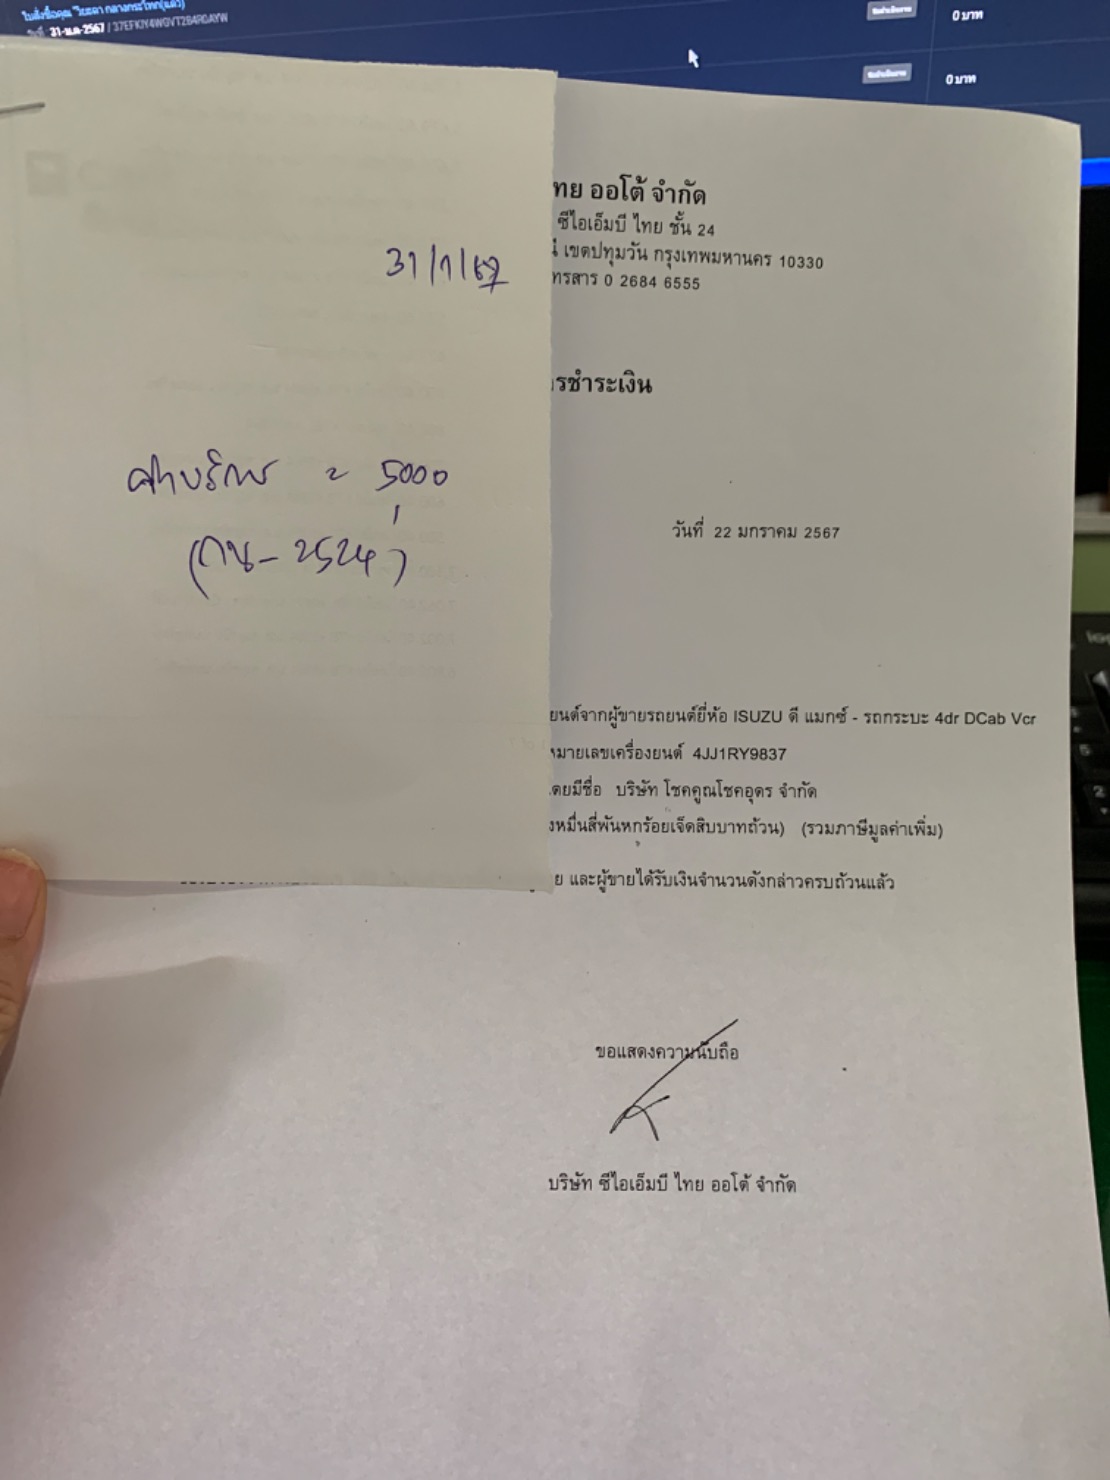 31-ม.ค-2567 / 37EFKIY4WGVT2B4RGAYW
0 บาท
0 บาท
31/1/67
ค่าบริการ = 5000
2524)
ทย ออโต้ จำกัด
ซีไอเอ็มบี ไทย ชั้น 24
เขตปทุมวัน กรุงเทพมหานคร 10330
ทรสาร 0 2684 6555
รชำระเงิน
วันที่ 22 มกราคม 2567
ยนต์จากผู้ขายรถยนต์ยี่ห้อ ISUZU ดี แมกซ์ - รถกระบะ 4dr DCab Vcr
หมายเลขเครื่องยนต์ 4JJ1RY9837
โดยมีชื่อ บริษัท โชคคูณโชคอุดร จำกัด
งหมื่นสี่พันหกร้อยเจ็ดสิบบาทถ้วน) (รวมภาษีมูลค่าเพิ่ม)
ย และผู้ขายได้รับเงินจำนวนดังกล่าวครบถ้วนแล้ว
ขอแสดงความนับถือ
บริษัท ซีไอเอ็มบี ไทย ออโต้ จำกัด